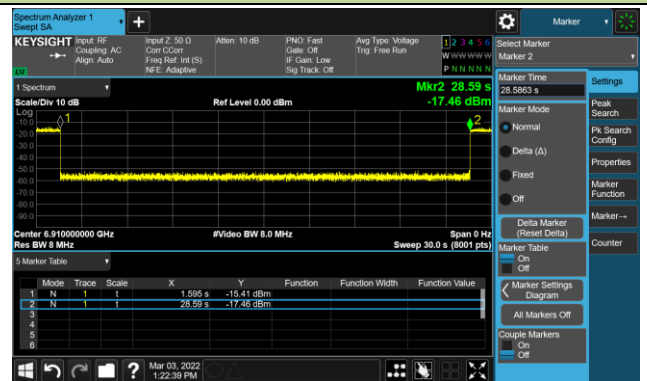 Spectrum Analyzer 1
Swept SA
Marker
KEYSIGHT
Input: RF
Coupling: AC
Align: Auto
Input Z: 50 Ω
Corr CCorr
Freq Ref: Int (S)
NFE: Adaptive
Atten: 10 dB
PNO: Fast
Gate: Off
IF Gain: Low
Sig Track: Off
Avg Type: Voltage
Trig: Free Run
1 2 3 4 5 6
W W W W W W
P N N N N N
LV
Select Marker
Marker 2
1 Spectrum
Mkr2 28.59 s
-17.46 dBm
Scale/Div 10 dB
Ref Level 0.00 dBm
Log
-10.0
-20.0
-30.0
-40.0
-50.0
-60.0
-70.0
-80.0
-90.0
1
2
Center 6.910000000 GHz
Res BW 8 MHz
#Video BW 8.0 MHz
Span 0 Hz
Sweep 30.0 s (8001 pts)
5 Marker Table
Mode Trace Scale X Y Function Function Width Function Value
1 N 1 t 1.595 s -15.41 dBm
2 N 1 t 28.59 s -17.46 dBm
3
4
5
6
Marker Time
28.5863 s
Marker Mode
Normal
Delta (Δ)
Fixed
Off
Delta Marker
(Reset Delta)
Marker Table
On
Off
Marker Settings
Diagram
All Markers Off
Couple Markers
On
Off
Settings
Peak
Search
Pk Search
Config
Properties
Marker
Function
Marker→
Counter
?
Mar 03, 2022
1:22:39 PM